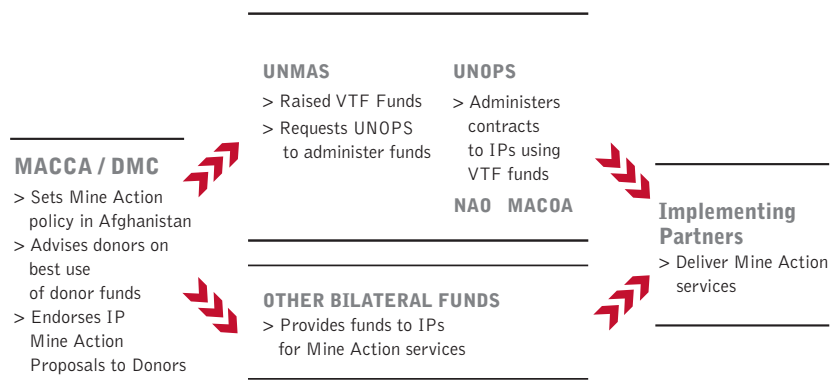 MACCA / DMC
> Sets Mine Action
policy in Afghanistan
> Advises donors on
best use
of donor funds
> Endorses IP
Mine Action
Proposals to Donors
UNMAS
> Raised VTF Funds
> Requests UNOPS
to administer funds
UNOPS
> Administers
contracts
to IPs using
VTF funds
NAO MACOA
OTHER BILATERAL FUNDS
> Provides funds to IPs
for Mine Action services
Implementing
Partners
> Deliver Mine Action
services